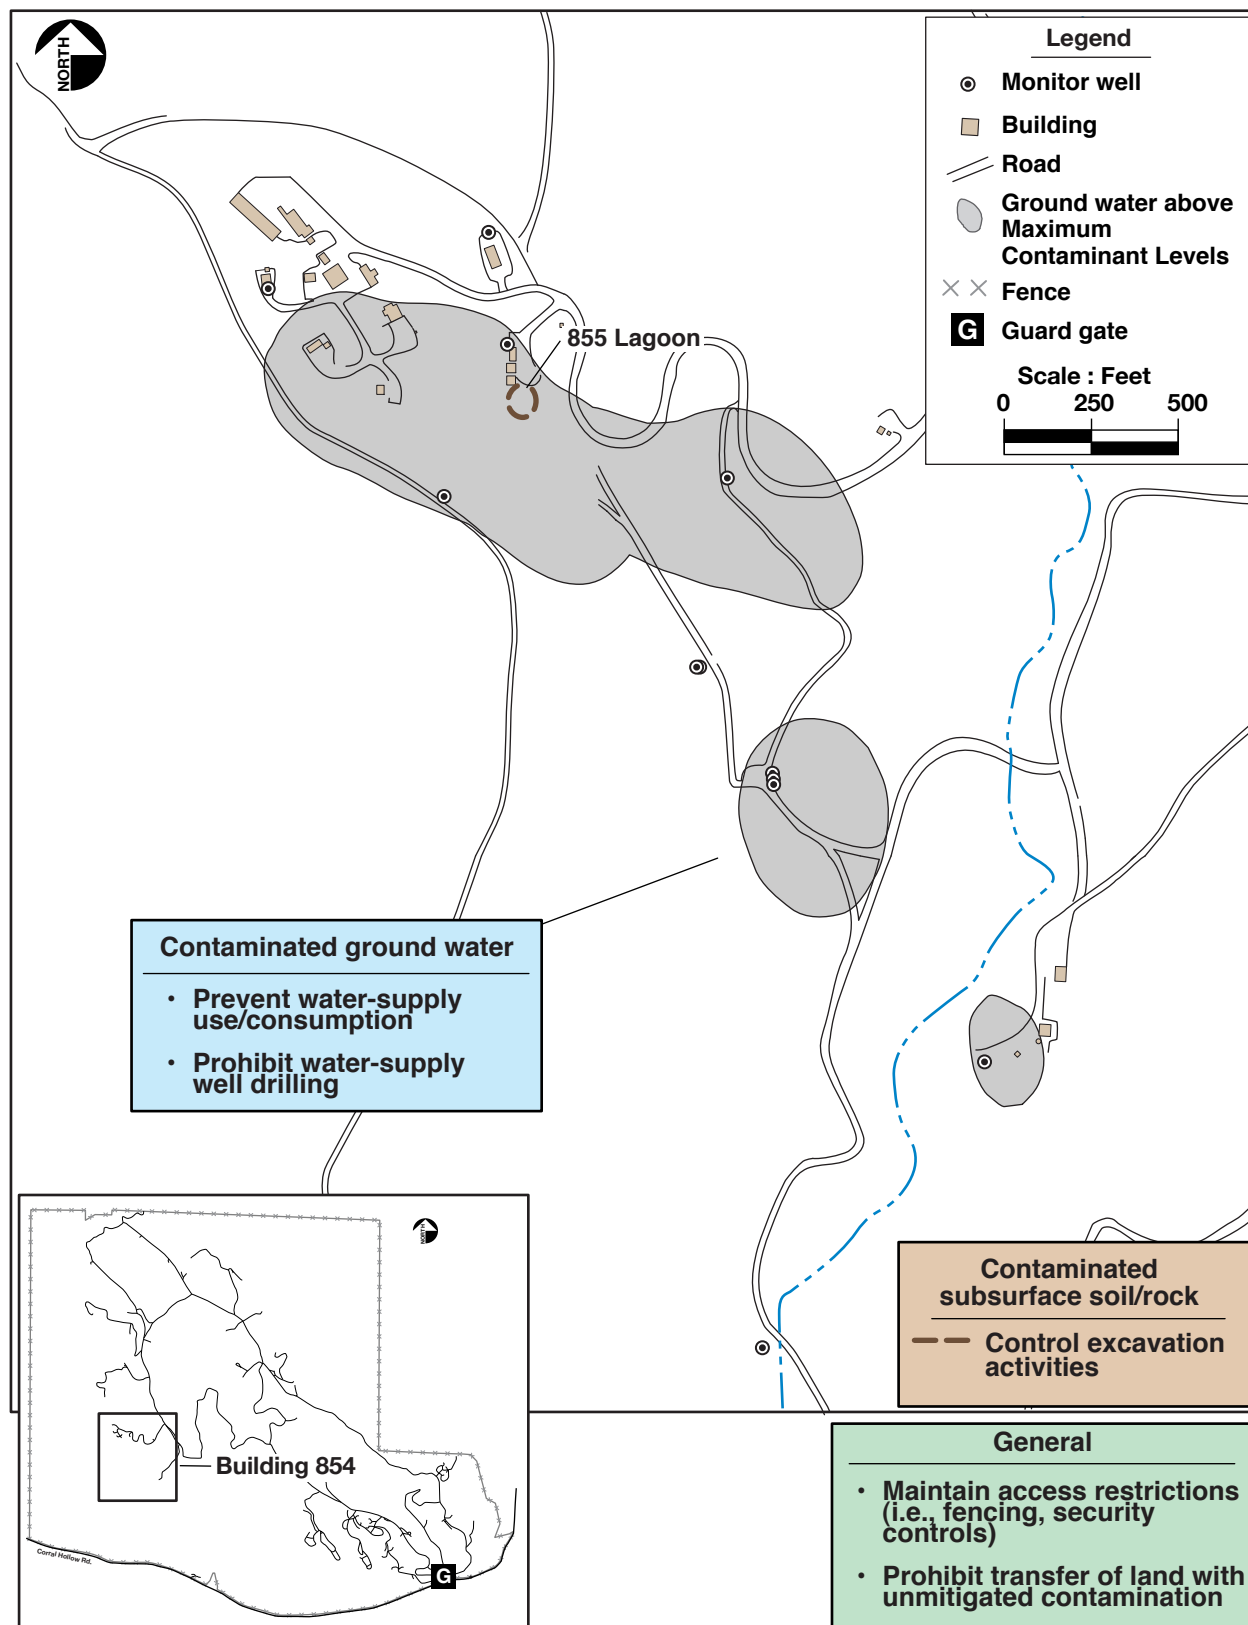 NORTH
Legend
Monitor well
Building
Road
Ground water above
Maximum
Contaminant Levels
× × Fence
G Guard gate
Scale : Feet
0 250 500
855 Lagoon
Contaminated ground water
• Prevent water-supply
use/consumption
• Prohibit water-supply
well drilling
NORTH
Building 854
Corral Hollow Rd.
G
Contaminated
subsurface soil/rock
Control excavation
activities
General
• Maintain access restrictions
(i.e., fencing, security
controls)
• Prohibit transfer of land with
unmitigated contamination